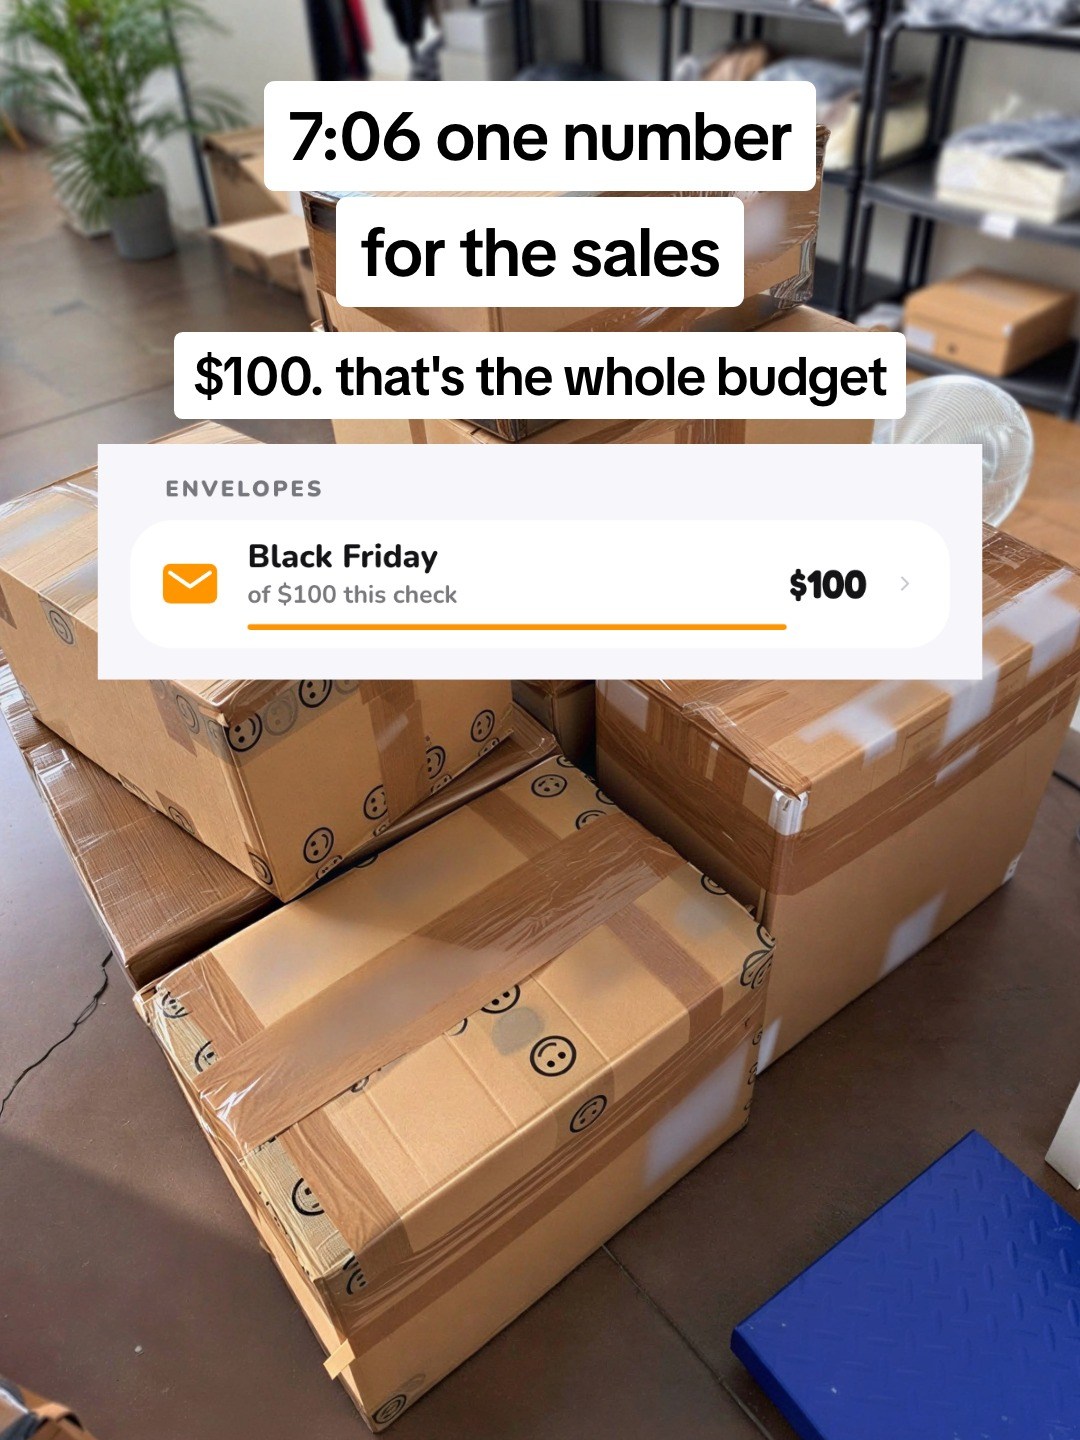 7:06 one number
for the sales
$100. that's the whole budget
ENVELOPES
Black Friday
of $100 this check
$100